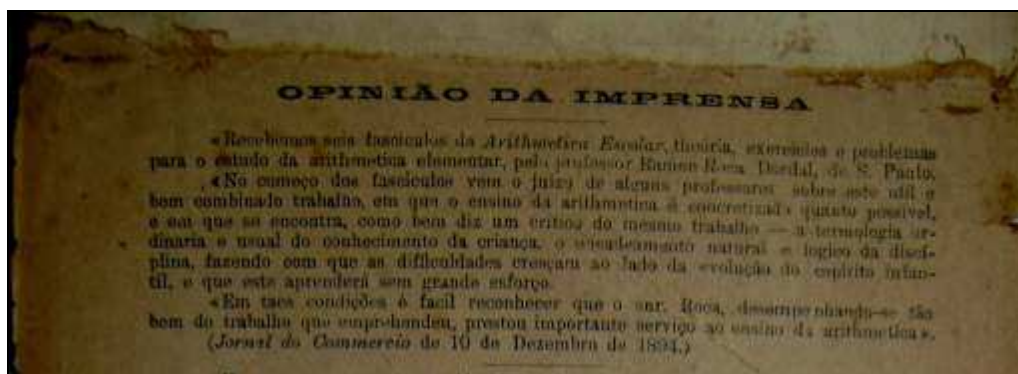 OPINIÃO DA IMPRENSA
«Recebemos seis fasciculos da Arithmetica Escolar, theoria, exercicios e problemas
para o estudo da arithmetica elementar, pelo professor Ramon Roca Dordal, de S. Paulo.
«No começo dos fasciculos vem o juizo de alguns professores sobre este util e
bem combinado trabalho, em que o ensino da arithmetica é concretizado quanto possivel,
e em que se encontra, como bem diz um critico do mesmo trabalho — a termologia or-
dinaria e usual do conhecimento da criança, o encadeamento natural e logico da disci-
plina, fazendo com que as difficuldades cresçam ao lado da evolução do espirito infan-
til, e que este aprenderá sem grande esforço.
«Em taes condições é facil reconhecer que o snr. Roca, desempenhando-se tão
bem do trabalho que emprehendeu, prestou importante serviço ao ensino da arithmetica».
(Jornal do Commercio de 10 de Dezembro de 1894.)